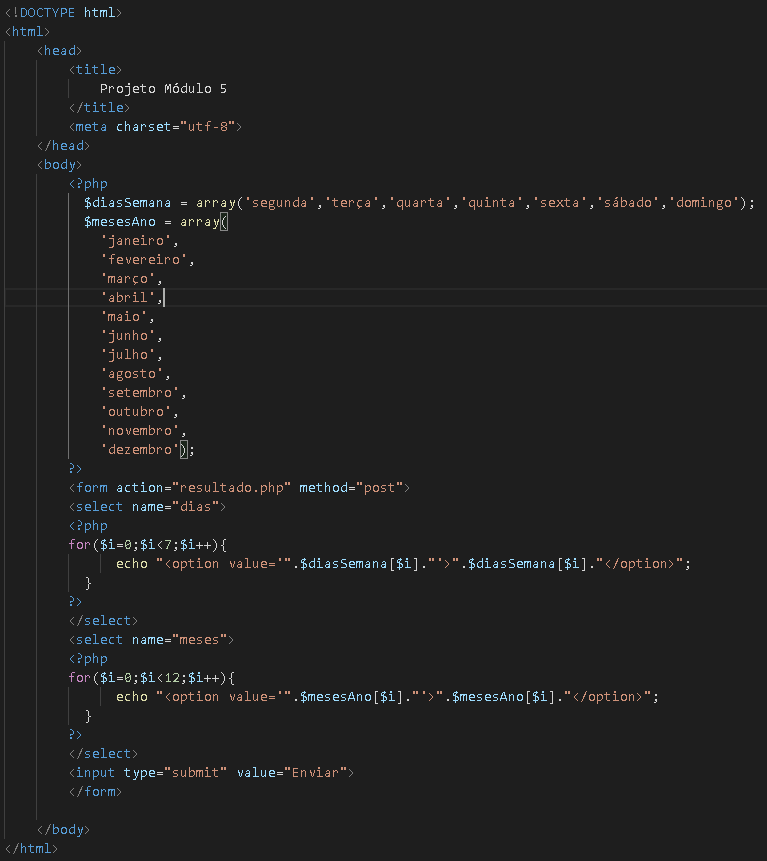 <!DOCTYPE html>
<html>
<head>
<title>
Projeto Módulo 5
</title>
<meta charset="utf-8">
</head>
<body>
<?php
$diasSemana = array('segunda','terça','quarta','quinta','sexta','sábado','domingo');
$mesesAno = array(
'janeiro',
'fevereiro',
'março',
'abril',
'maio',
'junho',
'julho',
'agosto',
'setembro',
'outubro',
'novembro',
'dezembro');
?>
<form action="resultado.php" method="post">
<select name="dias">
<?php
for($i=0;$i<7;$i++){
echo "<option value='".$diasSemana[$i]."'>".$diasSemana[$i]."</option>";
}
?>
</select>
<select name="meses">
<?php
for($i=0;$i<12;$i++){
echo "<option value='".$mesesAno[$i]."'>".$mesesAno[$i]."</option>";
}
?>
</select>
<input type="submit" value="Enviar">
</form>
</body>
</html>